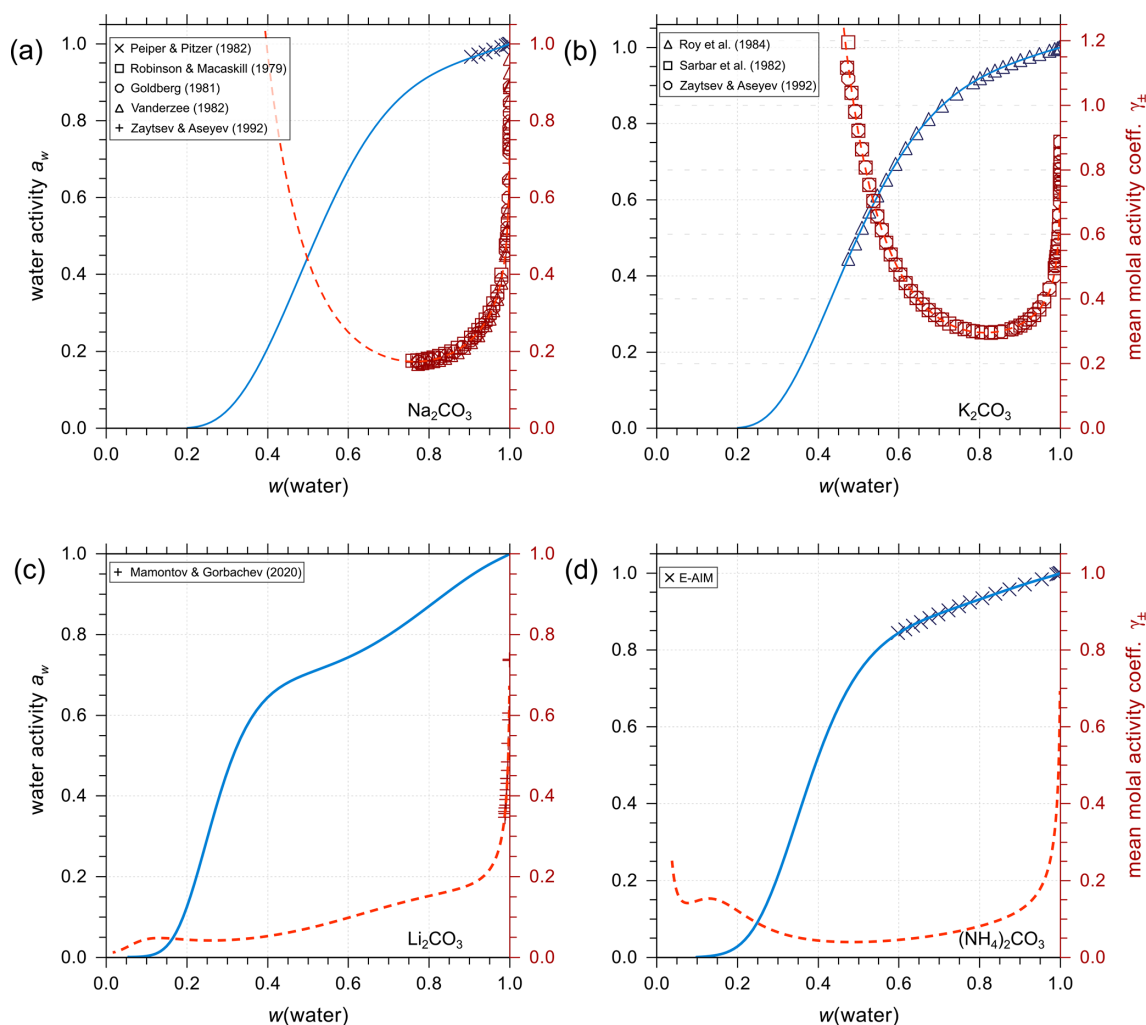 (a)
× Peiper & Pitzer (1982)
Robinson & Macaskill (1979)
Goldberg (1981)
Vanderzee (1982)
+ Zaytsev & Aseyev (1992)
water activity a_w
1.0
0.8
0.6
0.4
0.2
0.0
1.0
0.8
0.6
0.4
0.2
0.0
Na₂CO₃
0.0 0.2 0.4 0.6 0.8 1.0
w(water)
(b)
Roy et al. (1984)
Sarbar et al. (1982)
Zaytsev & Aseyev (1992)
1.0
0.8
0.6
0.4
0.2
0.0
1.2
1.0
0.8
0.6
0.4
0.2
0.0
mean molal activity coeff. γ±
K₂CO₃
0.0 0.2 0.4 0.6 0.8 1.0
w(water)
(c)
+ Mamontov & Gorbachev (2020)
water activity a_w
1.0
0.8
0.6
0.4
0.2
0.0
1.0
0.8
0.6
0.4
0.2
0.0
Li₂CO₃
0.0 0.2 0.4 0.6 0.8 1.0
w(water)
(d)
× E-AIM
1.0
0.8
0.6
0.4
0.2
0.0
1.0
0.8
0.6
0.4
0.2
0.0
mean molal activity coeff. γ±
(NH₄)₂CO₃
0.0 0.2 0.4 0.6 0.8 1.0
w(water)